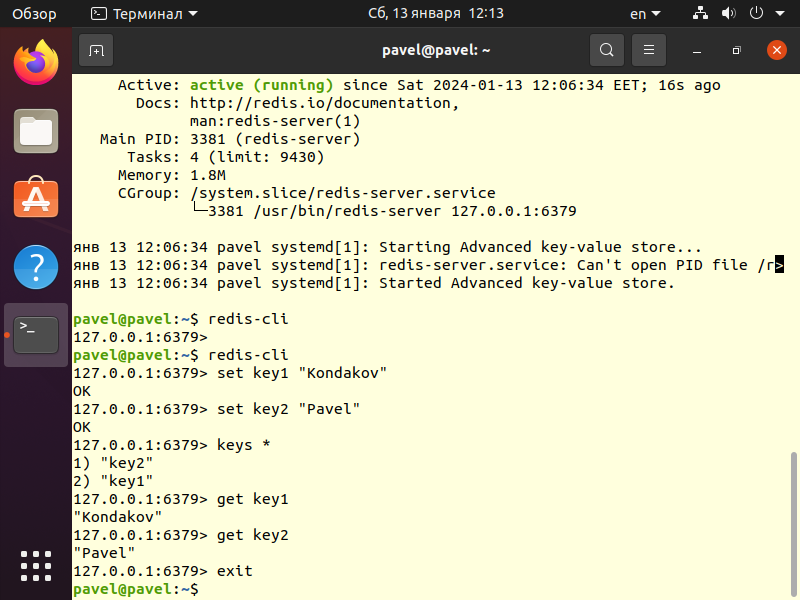 Обзор
Терминал
Сб, 13 января 12:13
en
pavel@pavel: ~
Active: active (running) since Sat 2024-01-13 12:06:34 EET; 16s ago
Docs: http://redis.io/documentation,
man:redis-server(1)
Main PID: 3381 (redis-server)
Tasks: 4 (limit: 9430)
Memory: 1.8M
CGroup: /system.slice/redis-server.service
└─3381 /usr/bin/redis-server 127.0.0.1:6379
янв 13 12:06:34 pavel systemd[1]: Starting Advanced key-value store...
янв 13 12:06:34 pavel systemd[1]: redis-server.service: Can't open PID file /r>
янв 13 12:06:34 pavel systemd[1]: Started Advanced key-value store.
pavel@pavel:~$ redis-cli
127.0.0.1:6379>
pavel@pavel:~$ redis-cli
127.0.0.1:6379> set key1 "Kondakov"
OK
127.0.0.1:6379> set key2 "Pavel"
OK
127.0.0.1:6379> keys *
1) "key2"
2) "key1"
127.0.0.1:6379> get key1
"Kondakov"
127.0.0.1:6379> get key2
"Pavel"
127.0.0.1:6379> exit
pavel@pavel:~$